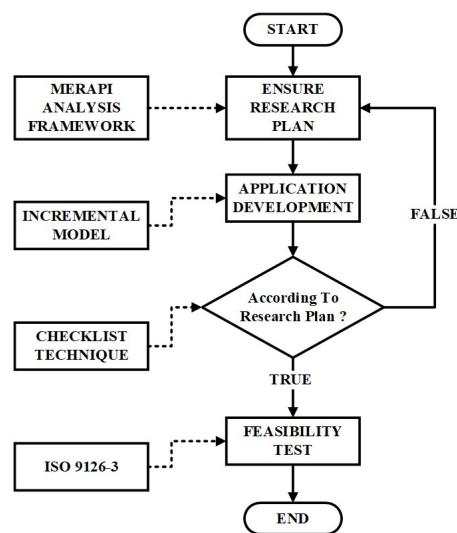 START
MERAPI
ANALYSIS
FRAMEWORK
ENSURE
RESEARCH
PLAN
APPLICATION
DEVELOPMENT
INCREMENTAL
MODEL
FALSE
According To
Research Plan ?
CHECKLIST
TECHNIQUE
TRUE
FEASIBILITY
TEST
ISO 9126-3
END